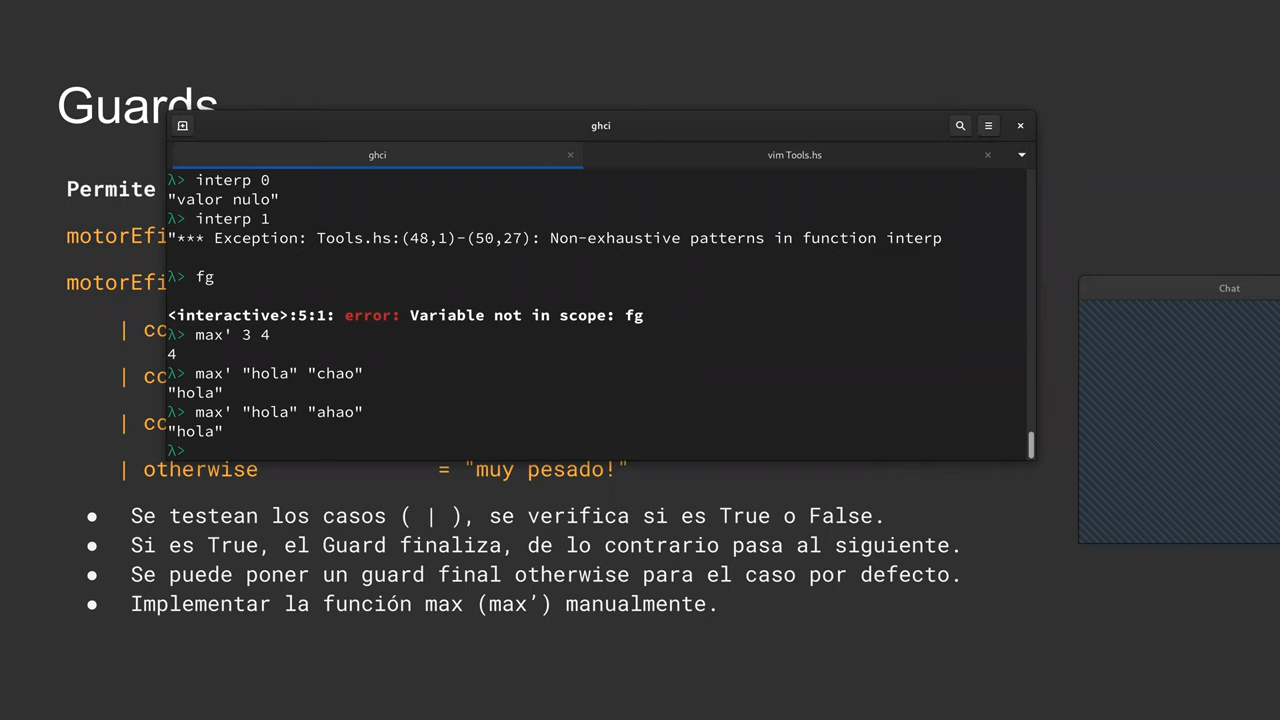 Guards
ghci
ghci
vim Tools.hs
λ> interp 0
"valor nulo"
λ> interp 1
"*** Exception: Tools.hs:(48,1)-(50,27): Non-exhaustive patterns in function interp
λ> fg
<interactive>:5:1: error: Variable not in scope: fg
λ> max' 3 4
4
λ> max' "hola" "chao"
"hola"
λ> max' "hola" "ahao"
"hola"
λ>
Permite
motorEfi
motorEfi
| co
| co
| co
| otherwise = "muy pesado!"
● Se testean los casos ( | ), se verifica si es True o False.
● Si es True, el Guard finaliza, de lo contrario pasa al siguiente.
● Se puede poner un guard final otherwise para el caso por defecto.
● Implementar la función max (max’) manualmente.
Chat